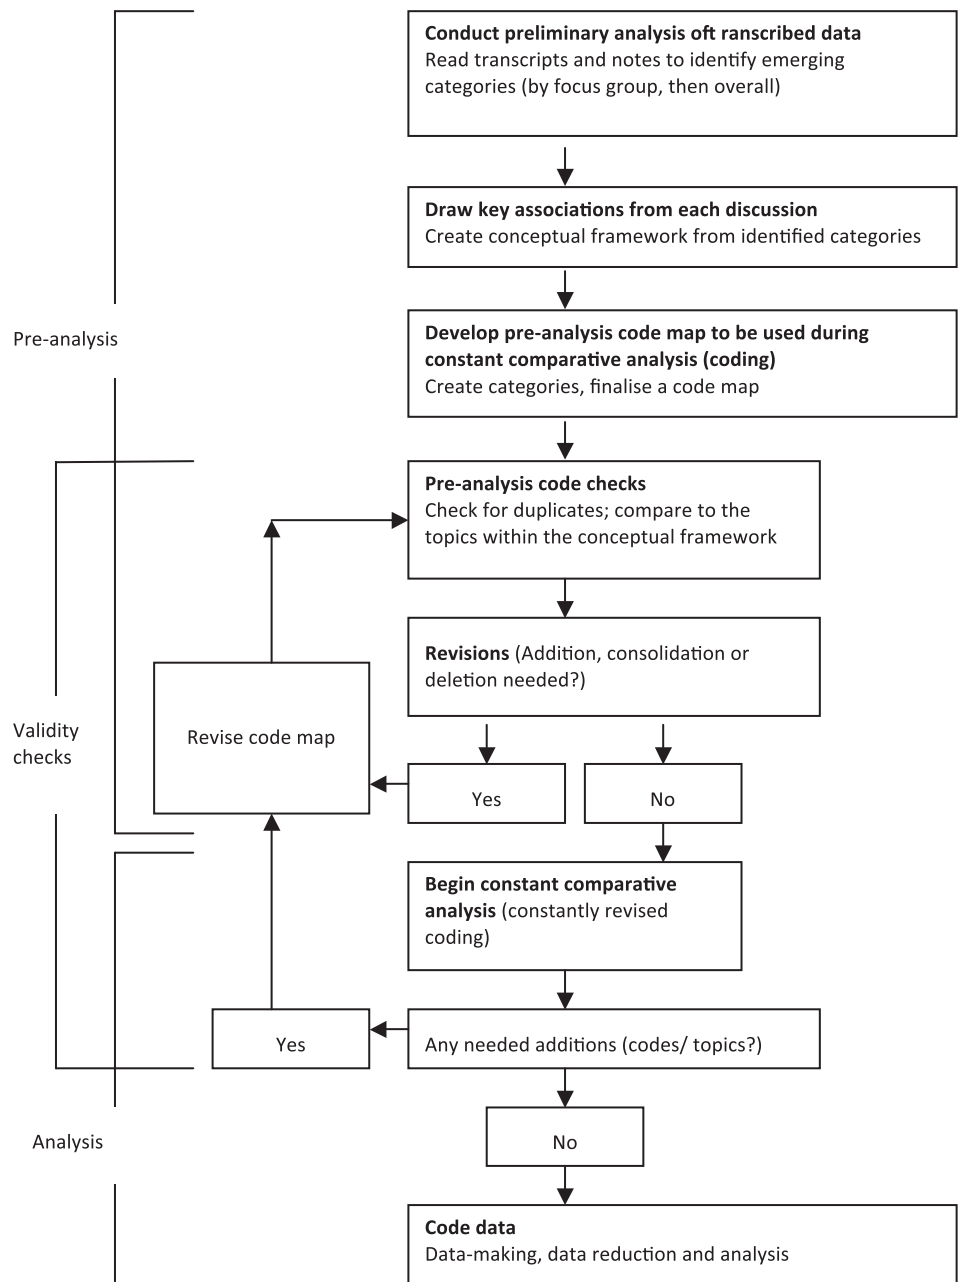 Conduct preliminary analysis oft ranscribed data
Read transcripts and notes to identify emerging
categories (by focus group, then overall)
Draw key associations from each discussion
Create conceptual framework from identified categories
Pre-analysis
Develop pre-analysis code map to be used during
constant comparative analysis (coding)
Create categories, finalise a code map
Pre-analysis code checks
Check for duplicates; compare to the
topics within the conceptual framework
Revisions (Addition, consolidation or
deletion needed?)
Validity
checks
Revise code map
Yes
No
Begin constant comparative
analysis (constantly revised
coding)
Yes
Any needed additions (codes/ topics?)
Analysis
No
Code data
Data-making, data reduction and analysis